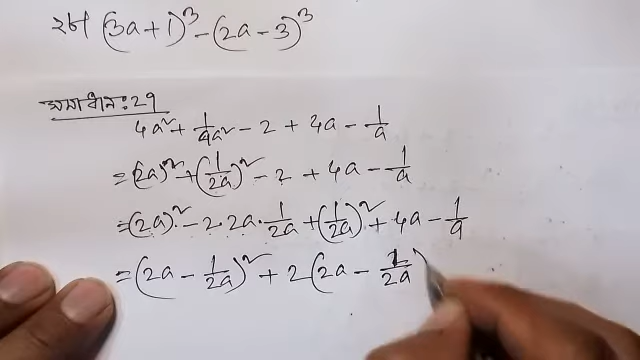 ২৮। (3a+1)³-(2a-3)³
সমাধান: 29
4a²+1/4a²-2+4a-1/a
=(2a)²+(1/2a)²-2+4a-1/a
=(2a)²-2.2a.1/2a+(1/2a)²+4a-1/a
=(2a-1/2a)²+2(2a-1/2a)